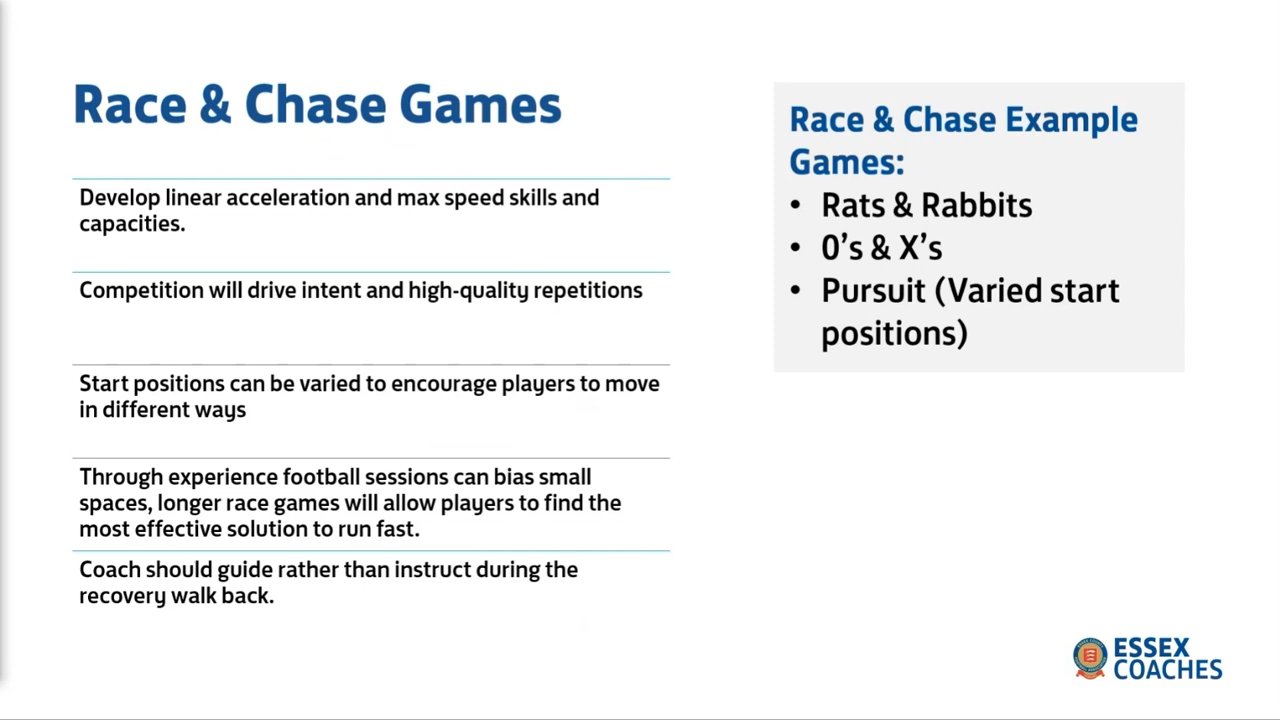 Race & Chase Games
Develop linear acceleration and max speed skills and
capacities.
Competition will drive intent and high-quality repetitions
Start positions can be varied to encourage players to move
in different ways
Through experience football sessions can bias small
spaces, longer race games will allow players to find the
most effective solution to run fast.
Coach should guide rather than instruct during the
recovery walk back.
Race & Chase Example
Games:
• Rats & Rabbits
• 0’s & X’s
• Pursuit (Varied start
positions)
ESSEX
COACHES